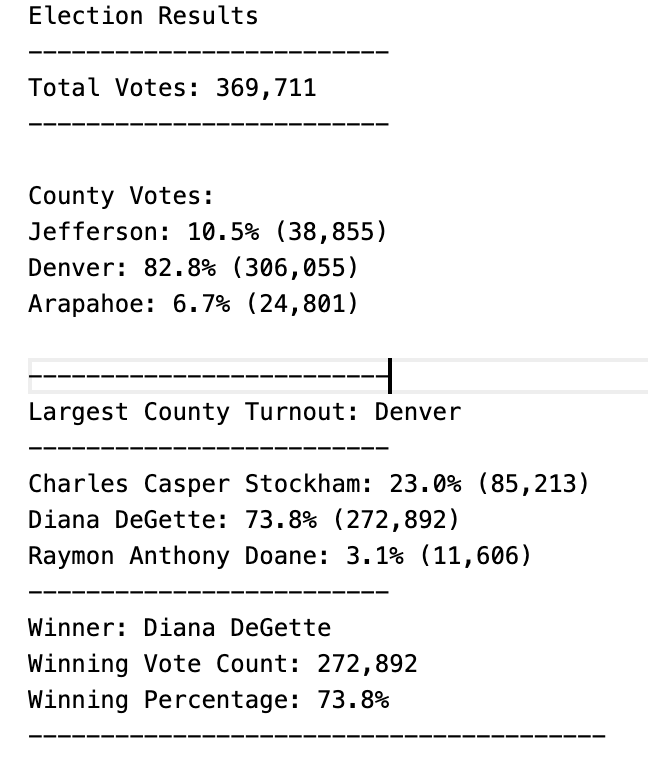 Election Results
-------------------------
Total Votes: 369,711
-------------------------
County Votes:
Jefferson: 10.5% (38,855)
Denver: 82.8% (306,055)
Arapahoe: 6.7% (24,801)
-------------------------
Largest County Turnout: Denver
-------------------------
Charles Casper Stockham: 23.0% (85,213)
Diana DeGette: 73.8% (272,892)
Raymon Anthony Doane: 3.1% (11,606)
-------------------------
Winner: Diana DeGette
Winning Vote Count: 272,892
Winning Percentage: 73.8%
----------------------------------------